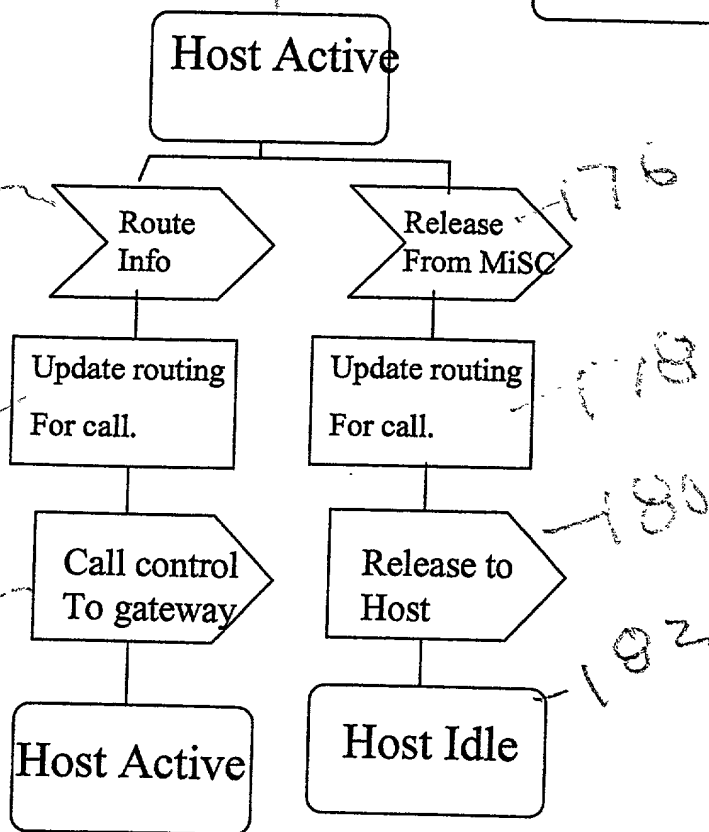 Host Active
Route
Info
Release
From MiSC
176
Update routing
For call.
Update routing
For call.
178
Call control
To gateway
Release to
Host
180
Host Active
Host Idle
182